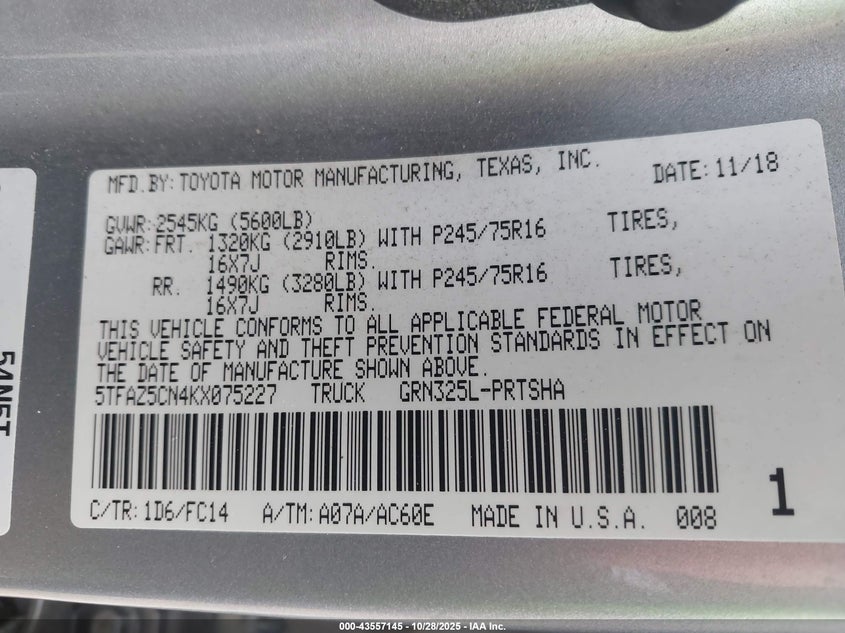 MFD.BY:TOYOTA MOTOR MANUFACTURING, TEXAS, INC. DATE:11/18
GVWR:2545KG (5600LB)
GAWR:FRT. 1320KG (2910LB) WITH P245/75R16 TIRES,
16X7J RIMS.
RR. 1490KG (3280LB) WITH P245/75R16 TIRES,
16X7J RIMS.
THIS VEHICLE CONFORMS TO ALL APPLICABLE FEDERAL MOTOR
VEHICLE SAFETY AND THEFT PREVENTION STANDARDS IN EFFECT ON
THE DATE OF MANUFACTURE SHOWN ABOVE.
5TFAZ5CN4KX075227 TRUCK GRN325L-PRTSHA
1
C/TR:1D6/FC14 A/TM:A07A/AC60E MADE IN U.S.A. 008
000-43557145 | 10/28/2025 - IAA Inc.